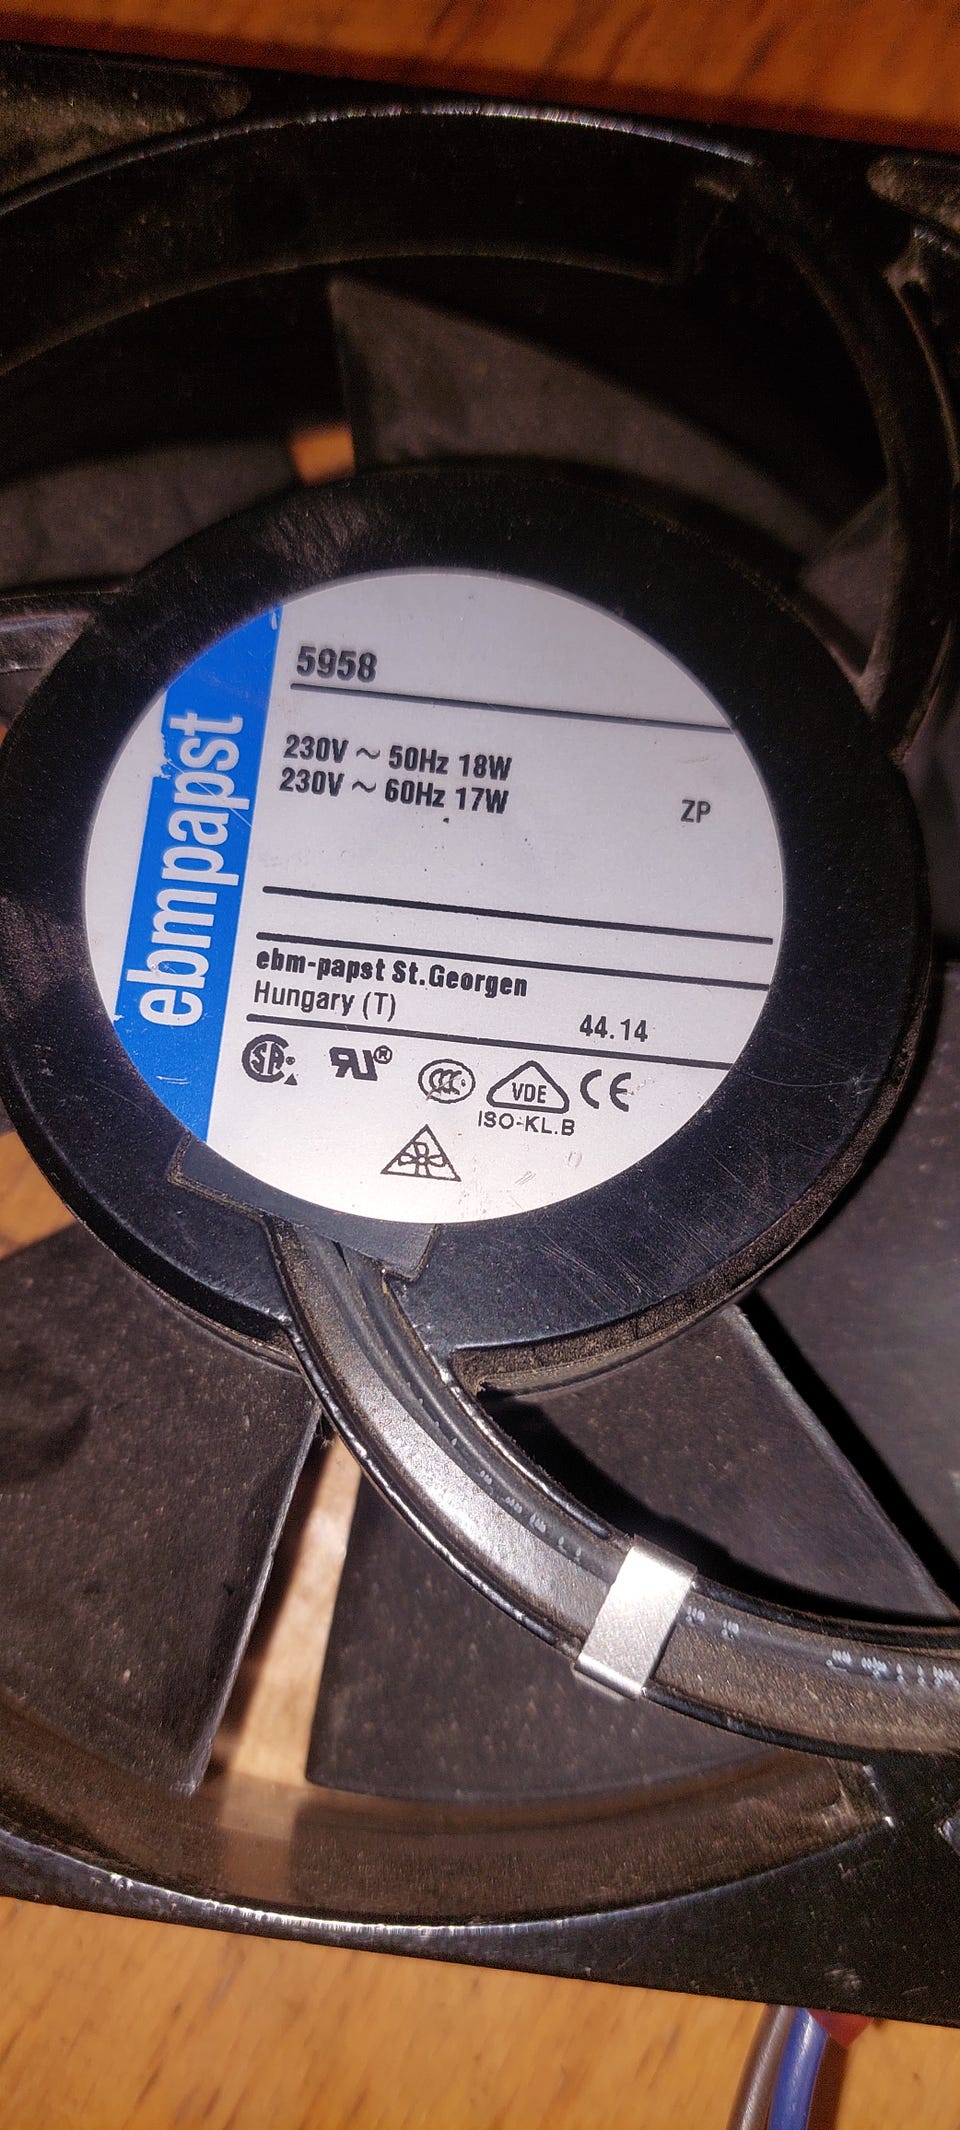 ebmpapst
5958
230V ~ 50Hz 18W
230V ~ 60Hz 17W
ZP
ebm-papst St.Georgen
Hungary (T)
44.14
VDE
CE
ISO-KL.B